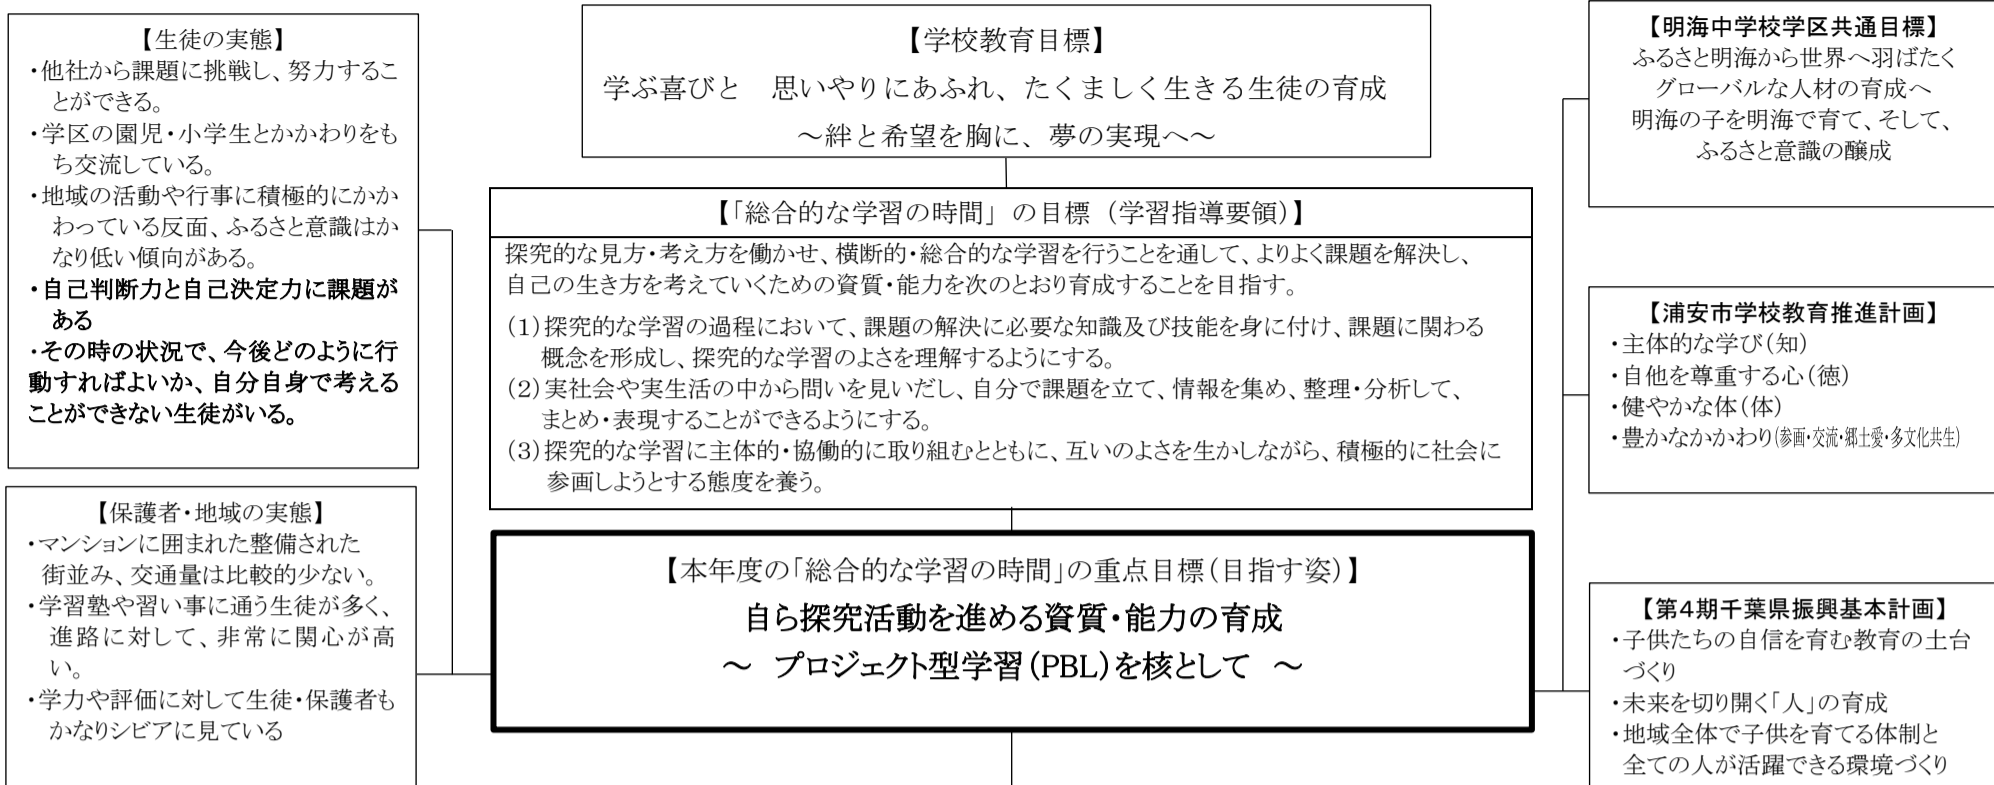 【生徒の実態】
・他社から課題に挑戦し、努力するこ
とができる。
・学区の園児・小学生とかかわりをも
ち交流している。
・地域の活動や行事に積極的にかか
わっている反面、ふるさと意識はか
なり低い傾向がある。
・自己判断力と自己決定力に課題が
ある
・その時の状況で、今後どのように行
動すればよいか、自分自身で考える
ことができない生徒がいる。
【保護者・地域の実態】
・マンションに囲まれた整備された
街並み、交通量は比較的少ない。
・学習塾や習い事に通う生徒が多く、
進路に対して、非常に関心が高
い。
・学力や評価に対して生徒・保護者も
かなりシビアに見ている
【学校教育目標】
学ぶ喜びと 思いやりにあふれ、たくましく生きる生徒の育成
~絆と希望を胸に、夢の実現へ~
【「総合的な学習の時間」の目標(学習指導要領)】
探究的な見方・考え方を働かせ、横断的・総合的な学習を行うことを通して、よりよく課題を解決し、
自己の生き方を考えていくための資質・能力を次のとおり育成することを目指す。
(1)探究的な学習の過程において、課題の解決に必要な知識及び技能を身に付け、課題に関わる
概念を形成し、探究的な学習のよさを理解するようにする。
(2)実社会や実生活の中から問いを見いだし、自分で課題を立て、情報を集め、整理・分析して、
まとめ・表現することができるようにする。
(3)探究的な学習に主体的・協働的に取り組むとともに、互いのよさを生かしながら、積極的に社会に
参画しようとする態度を養う。
【本年度の「総合的な学習の時間」の重点目標(目指す姿)】
自ら探究活動を進める資質・能力の育成
~ プロジェクト型学習(PBL)を核として ~
【明海中学校学区共通目標】
ふるさと明海から世界へ羽ばたく
グローバルな人材の育成へ
明海の子を明海で育て、そして、
ふるさと意識の醸成
【浦安市学校教育推進計画】
・主体的な学び(知)
・自他を尊重する心(徳)
・健やかな体(体)
・豊かなかかわり(参画・交流・郷土愛・多文化共生)
【第4期千葉県振興基本計画】
・子供たちの自信を育む教育の土台
づくり
・未来を切り開く「人」の育成
・地域全体で子供を育てる体制と
全ての人が活躍できる環境づくり